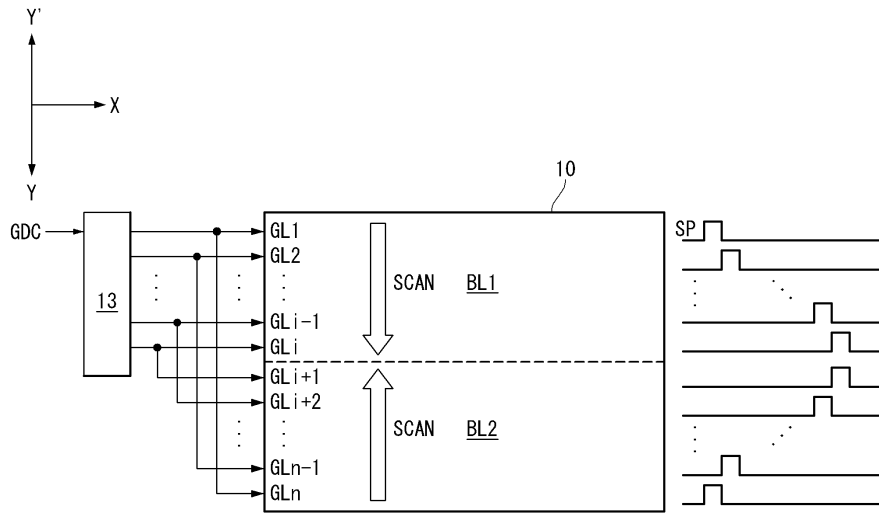 Y'
X
Y
10
GDC
13
GL1
GL2
GLi-1
GLi
GLi+1
GLi+2
GLn-1
GLn
SCAN BL1
SCAN BL2
SP